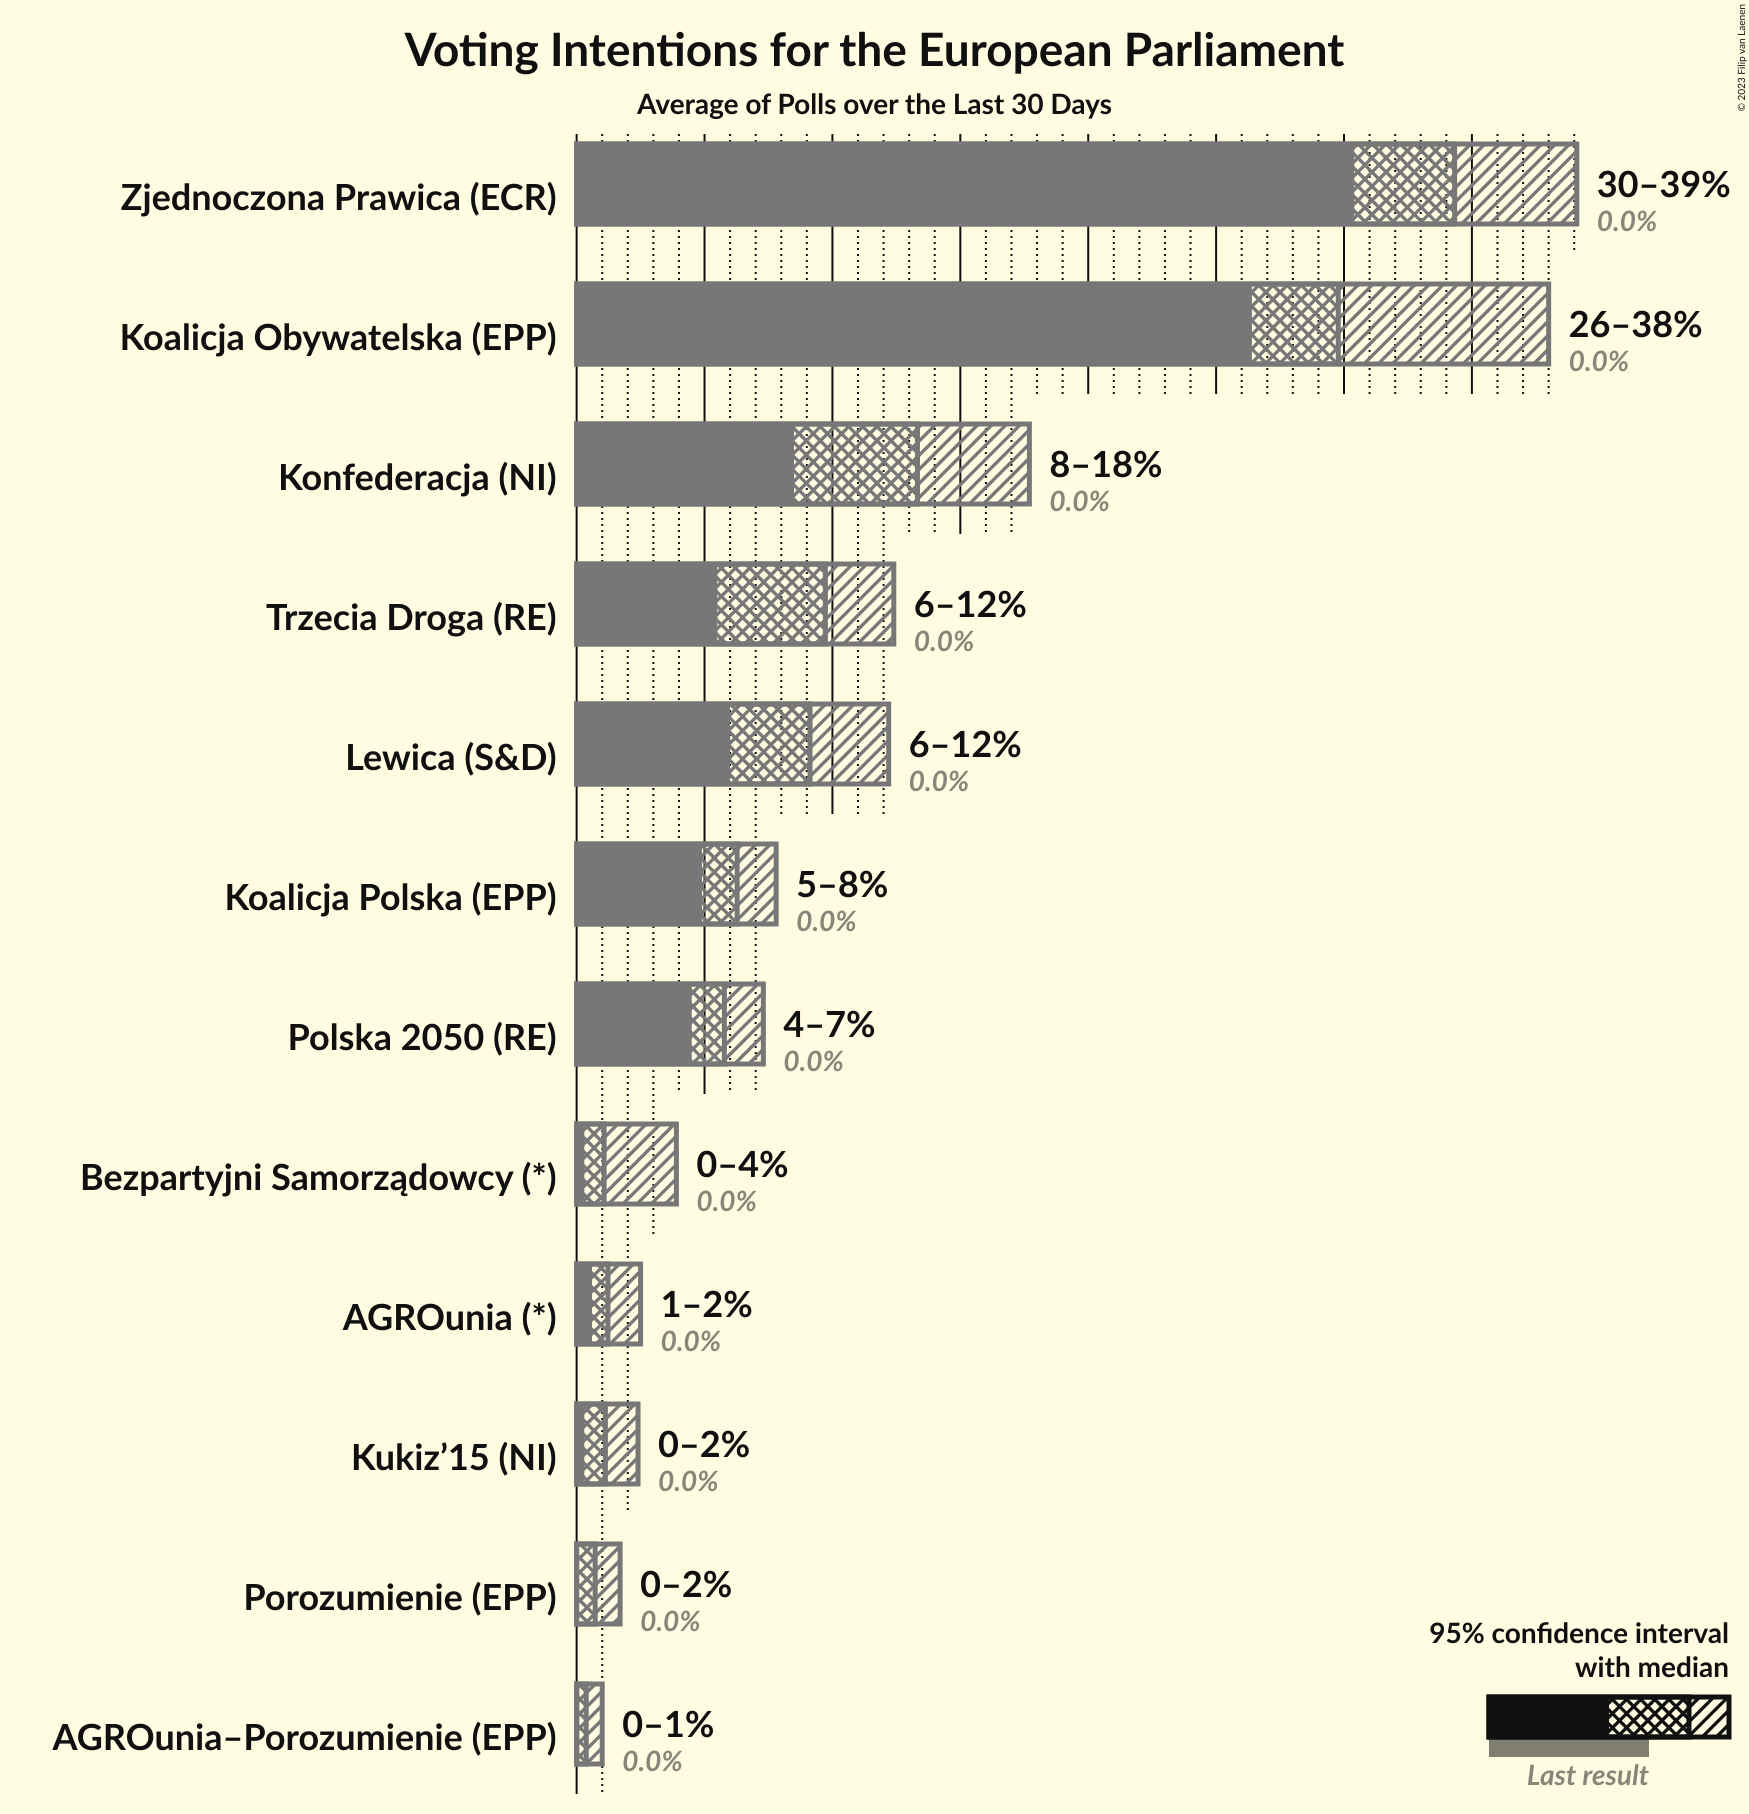 Voting Intentions for the European Parliament
Average of Polls over the Last 30 Days
© 2023 Filip van Laenen
Zjednoczona Prawica (ECR)
30–39%
0.0%
Koalicja Obywatelska (EPP)
26–38%
0.0%
Konfederacja (NI)
8–18%
0.0%
Trzecia Droga (RE)
6–12%
0.0%
Lewica (S&D)
6–12%
0.0%
Koalicja Polska (EPP)
5–8%
0.0%
Polska 2050 (RE)
4–7%
0.0%
Bezpartyjni Samorządowcy (*)
0–4%
0.0%
AGROunia (*)
1–2%
0.0%
Kukiz’15 (NI)
0–2%
0.0%
Porozumienie (EPP)
0–2%
0.0%
AGROunia–Porozumienie (EPP)
0–1%
0.0%
95% confidence interval
with median
Last result